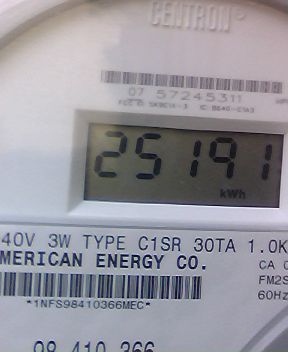 CENTRON®
07 57245311
25191
kWh
40V 3W TYPE C1SR 30TA 1.0K
MERICAN ENERGY CO.
CA 0
FM2S
60Hz
*1NFS98410366MEC*
98 410 366